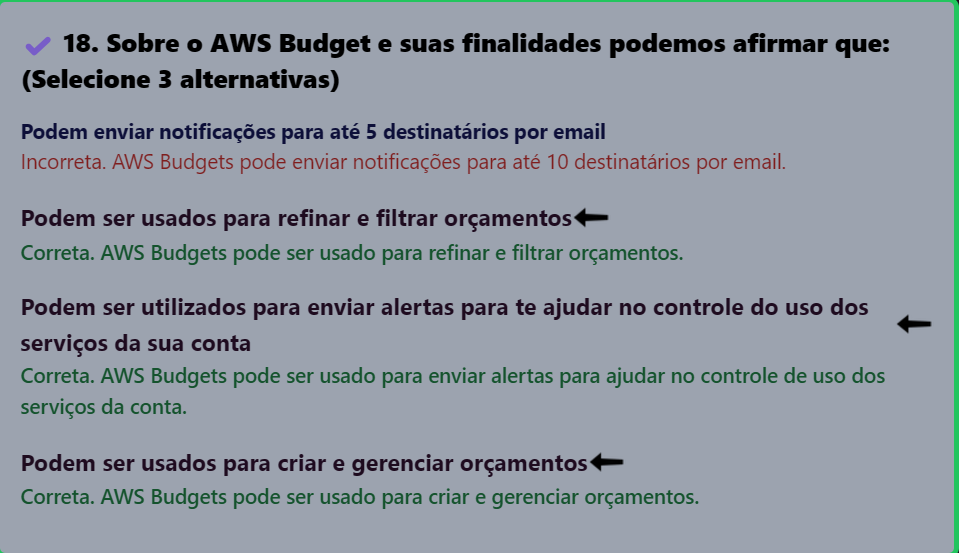 18. Sobre o AWS Budget e suas finalidades podemos afirmar que:
(Selecione 3 alternativas)
Podem enviar notificações para até 5 destinatários por email
Incorreta. AWS Budgets pode enviar notificações para até 10 destinatários por email.
Podem ser usados para refinar e filtrar orçamentos
Correta. AWS Budgets pode ser usado para refinar e filtrar orçamentos.
Podem ser utilizados para enviar alertas para te ajudar no controle do uso dos
serviços da sua conta
Correta. AWS Budgets pode ser usado para enviar alertas para ajudar no controle de uso dos
serviços da conta.
Podem ser usados para criar e gerenciar orçamentos
Correta. AWS Budgets pode ser usado para criar e gerenciar orçamentos.